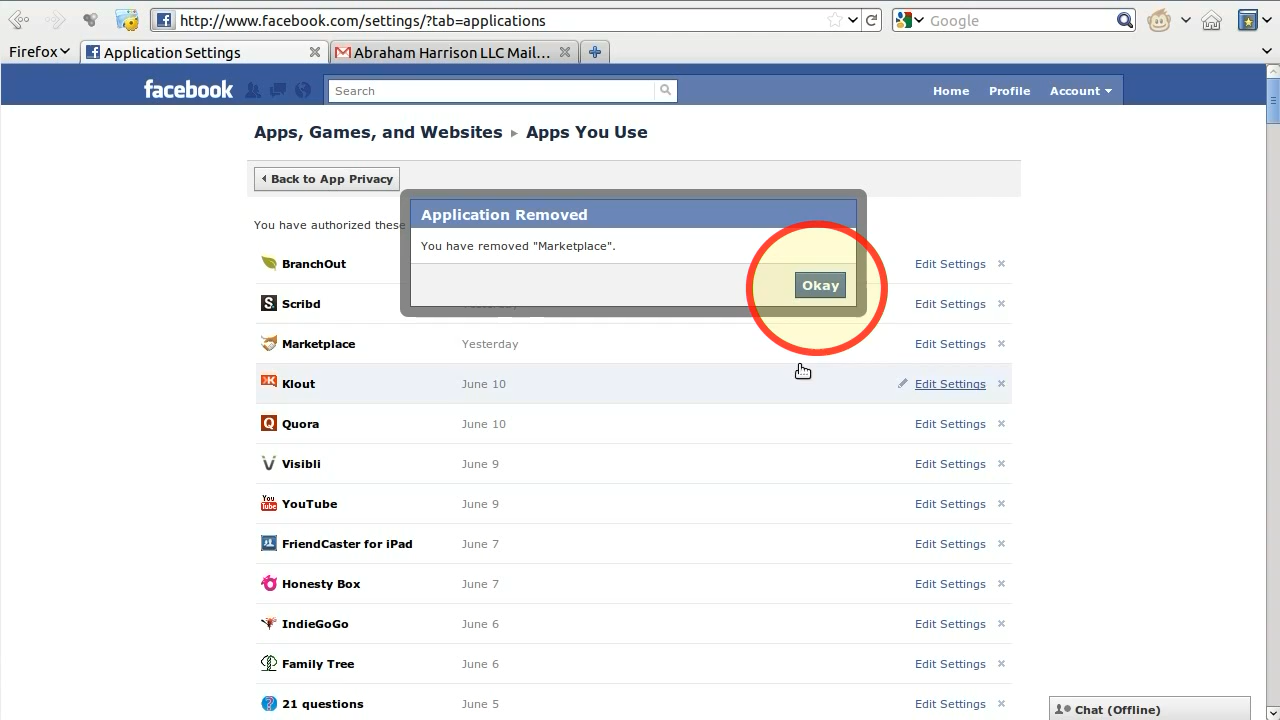 http://www.facebook.com/settings/?tab=applications
Google
Firefox
Application Settings
Abraham Harrison LLC Mail...
facebook
Search
Home
Profile
Account
Apps, Games, and Websites
Apps You Use
Back to App Privacy
You have authorized these
Application Removed
You have removed "Marketplace".
Okay
BranchOut Edit Settings
Scribd Edit Settings
Marketplace Yesterday Edit Settings
Klout June 10 Edit Settings
Quora June 10 Edit Settings
Visibli June 9 Edit Settings
YouTube June 9 Edit Settings
FriendCaster for iPad June 7 Edit Settings
Honesty Box June 7 Edit Settings
IndieGoGo June 6 Edit Settings
Family Tree June 6 Edit Settings
21 questions June 5 Edit Settings
Chat (Offline)